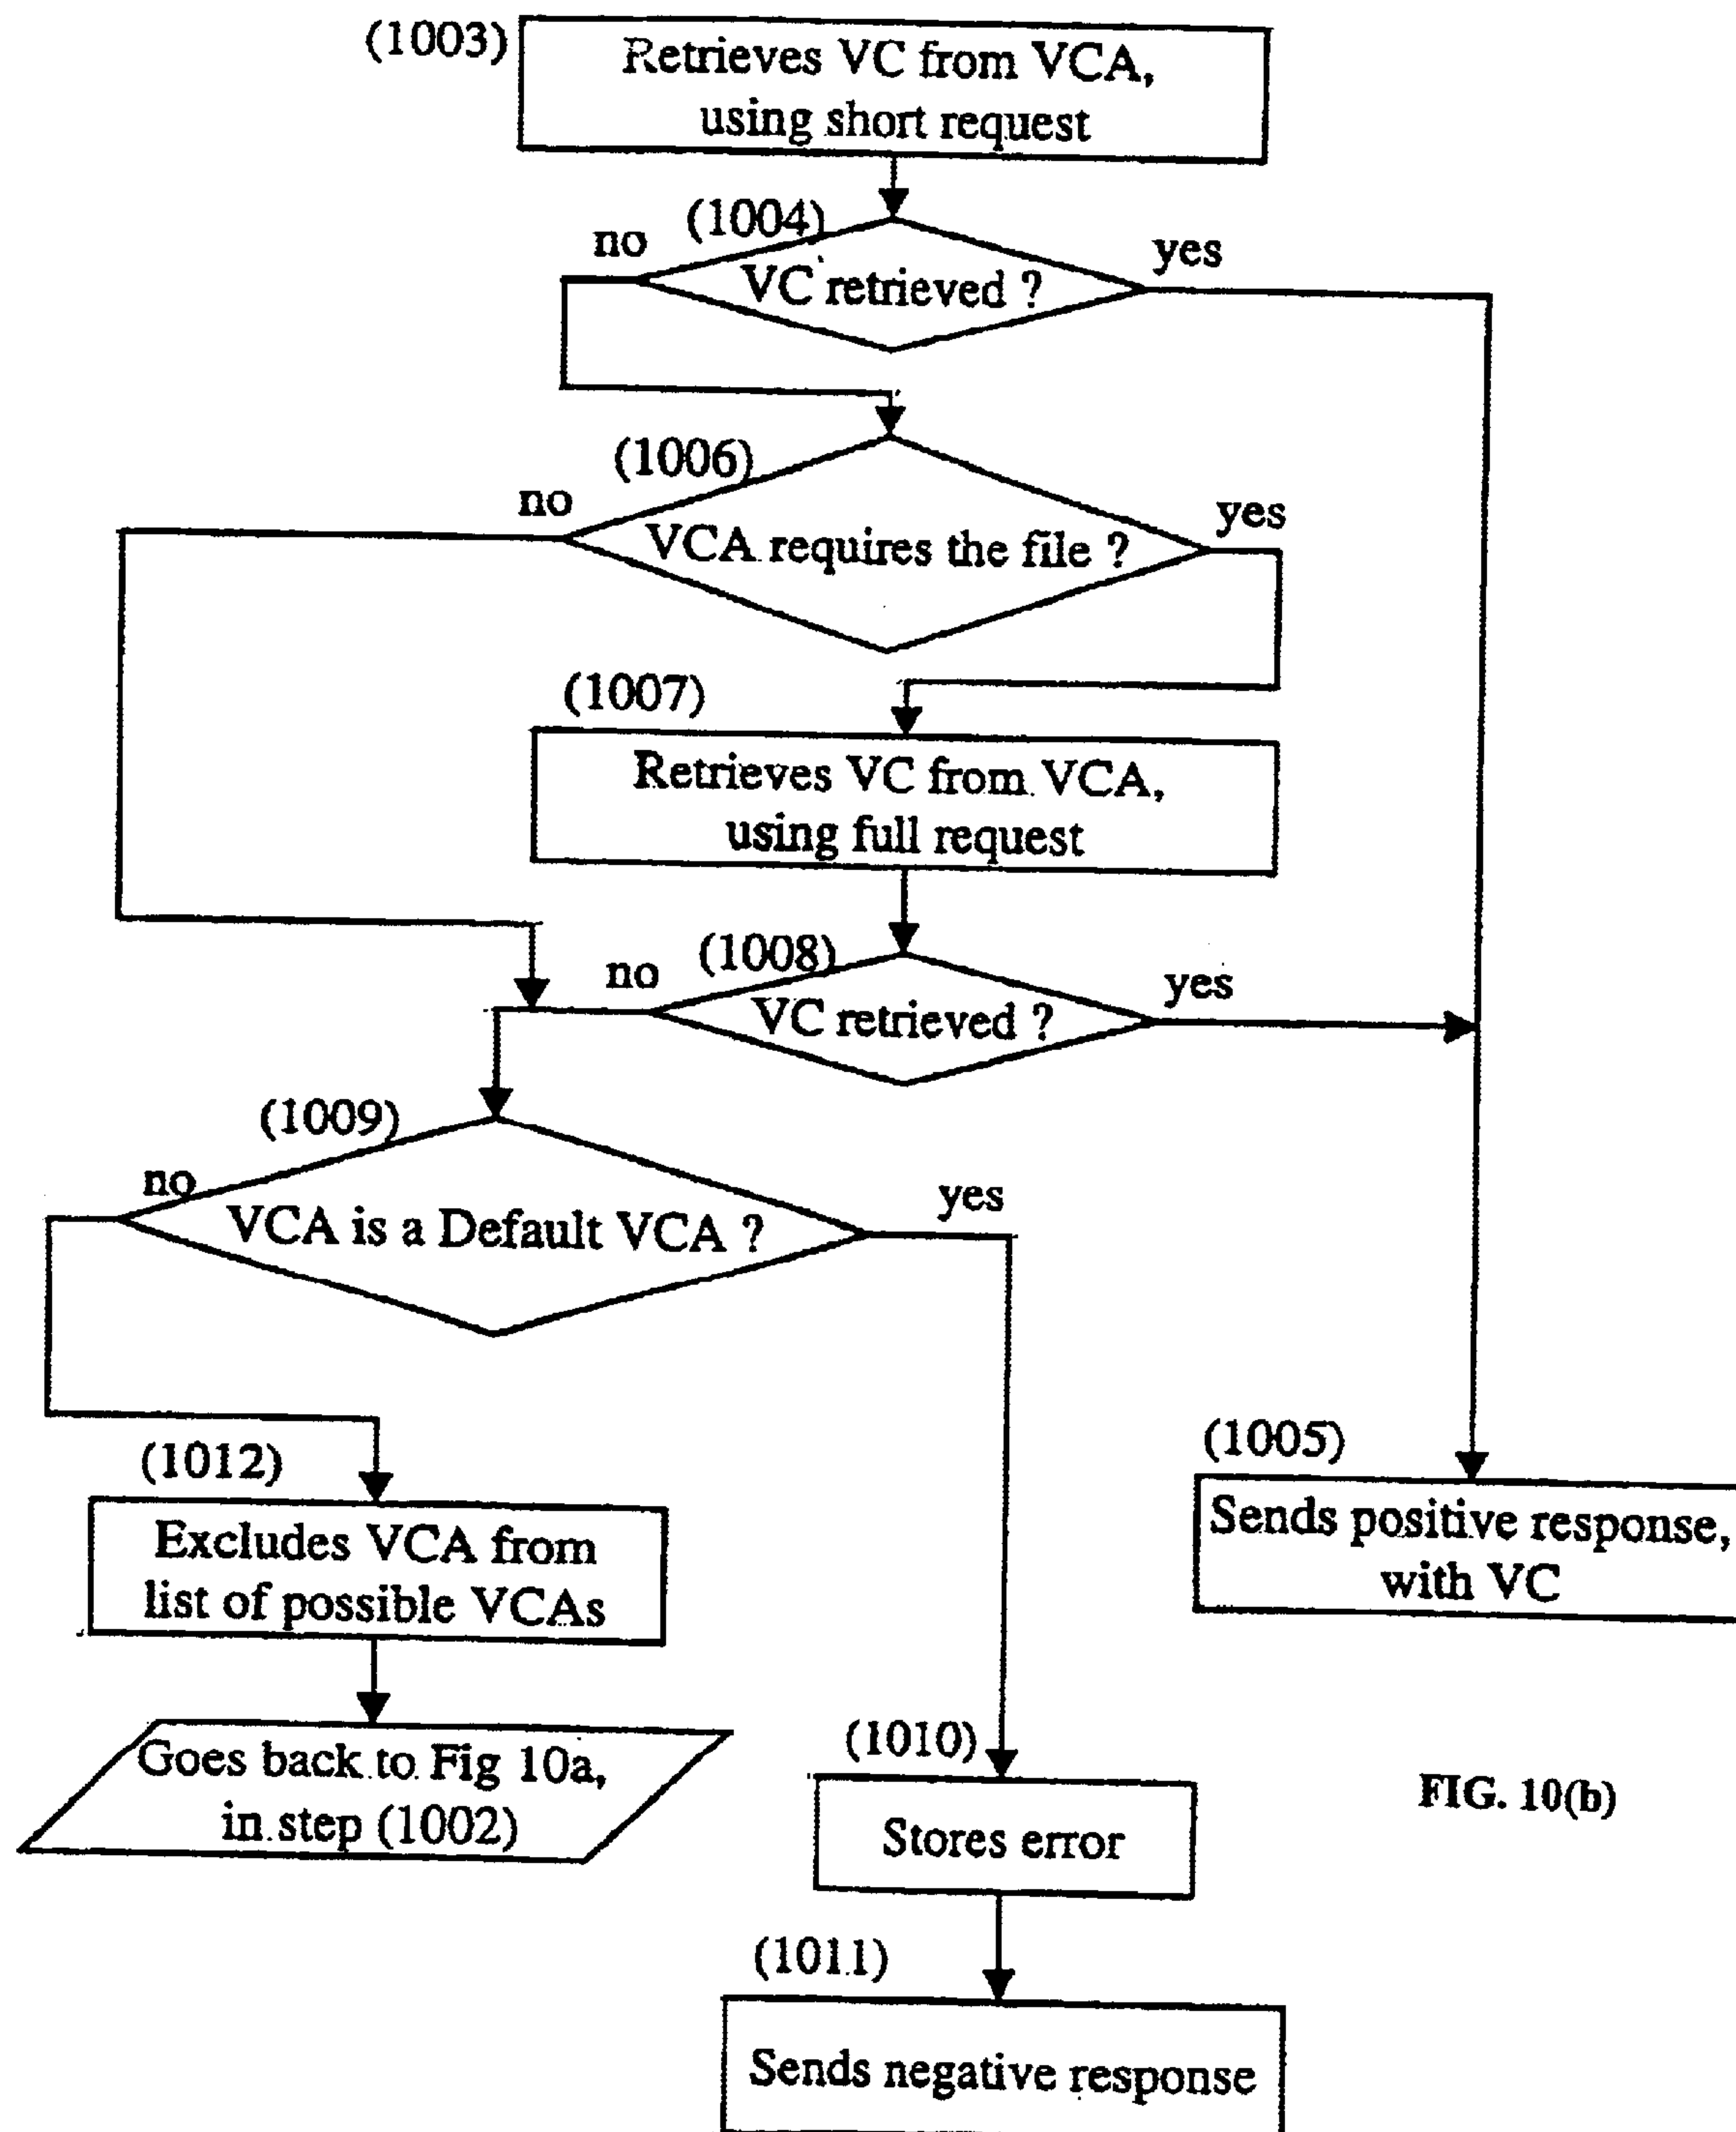 (1003)
Retrieves VC from VCA,
using short request
(1004)
no
yes
VC retrieved ?
(1006)
no
yes
VCA requires the file ?
(1007)
Retrieves VC from VCA,
using full request
(1008)
no
yes
VC retrieved ?
(1009)
no
yes
VCA is a Default VCA ?
(1012)
Excludes VCA from
list of possible VCAs
(1005)
Sends positive response,
with VC
Goes back to Fig 10a,
in step (1002)
(1010)
Stores error
FIG. 10(b)
(1011)
Sends negative response